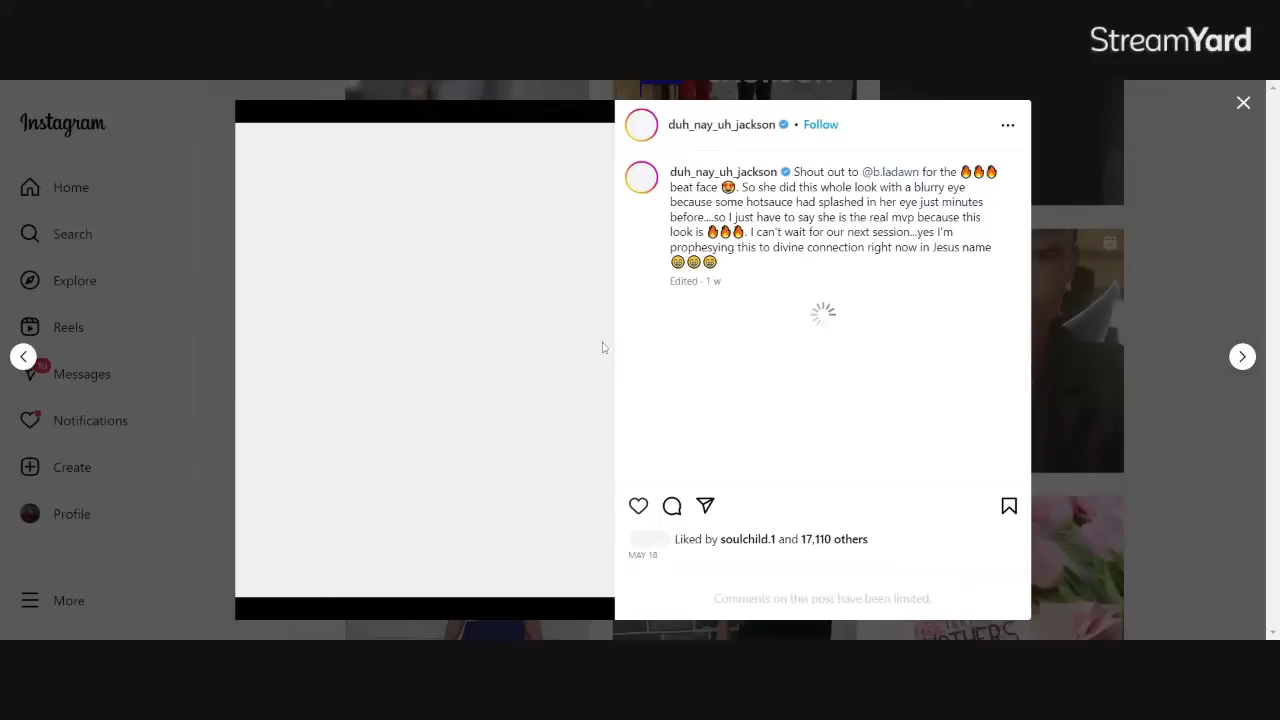 StreamYard
Instagram
Home
Search
Explore
Reels
Messages
Notifications
Create
Profile
More
duh_nay_uh_jackson • Follow
duh_nay_uh_jackson Shout out to @b.ladawn for the 🔥🔥🔥
beat face 😍. So she did this whole look with a blurry eye
because some hotsauce had splashed in her eye just minutes
before....so I just have to say she is the real mvp because this
look is 🔥🔥🔥. I can't wait for our next session...yes I'm
prophesying this to divine connection right now in Jesus name
😁😁😁
Edited · 1 w
Liked by soulchild.1 and 17,110 others
MAY 18
Comments on this post have been limited.